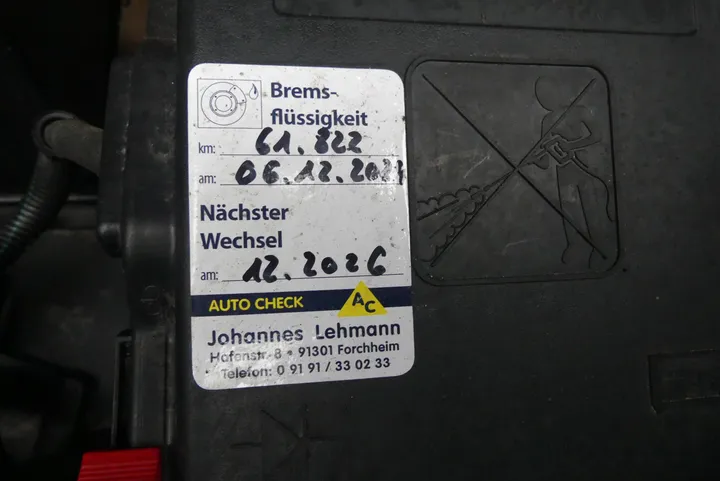 Brems-
flüssigkeit
km: 61.822
am: 06.12.2024
Nächster
Wechsel
am: 12.2026
AUTO CHECK AC
Johannes Lehmann
Hafenstr. 8 • 91301 Forchheim
Telefon: 0 91 91 / 33 02 33